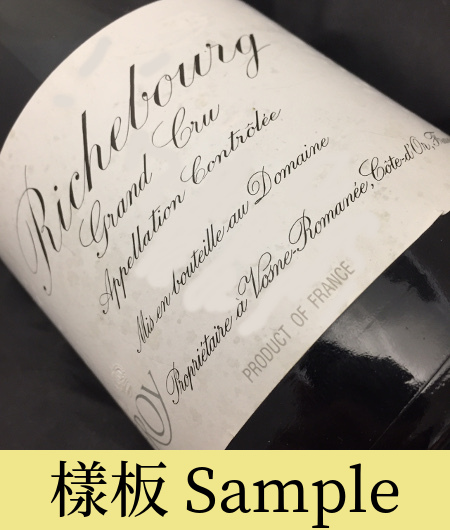 Richebourg
Grand Cru
Appellation Contrôlée
Mis en bouteille au Domaine
Propriétaire à Vosne-Romanée, Côte-d'Or, F
PRODUCT OF FRANCE
OY
樣板 Sample